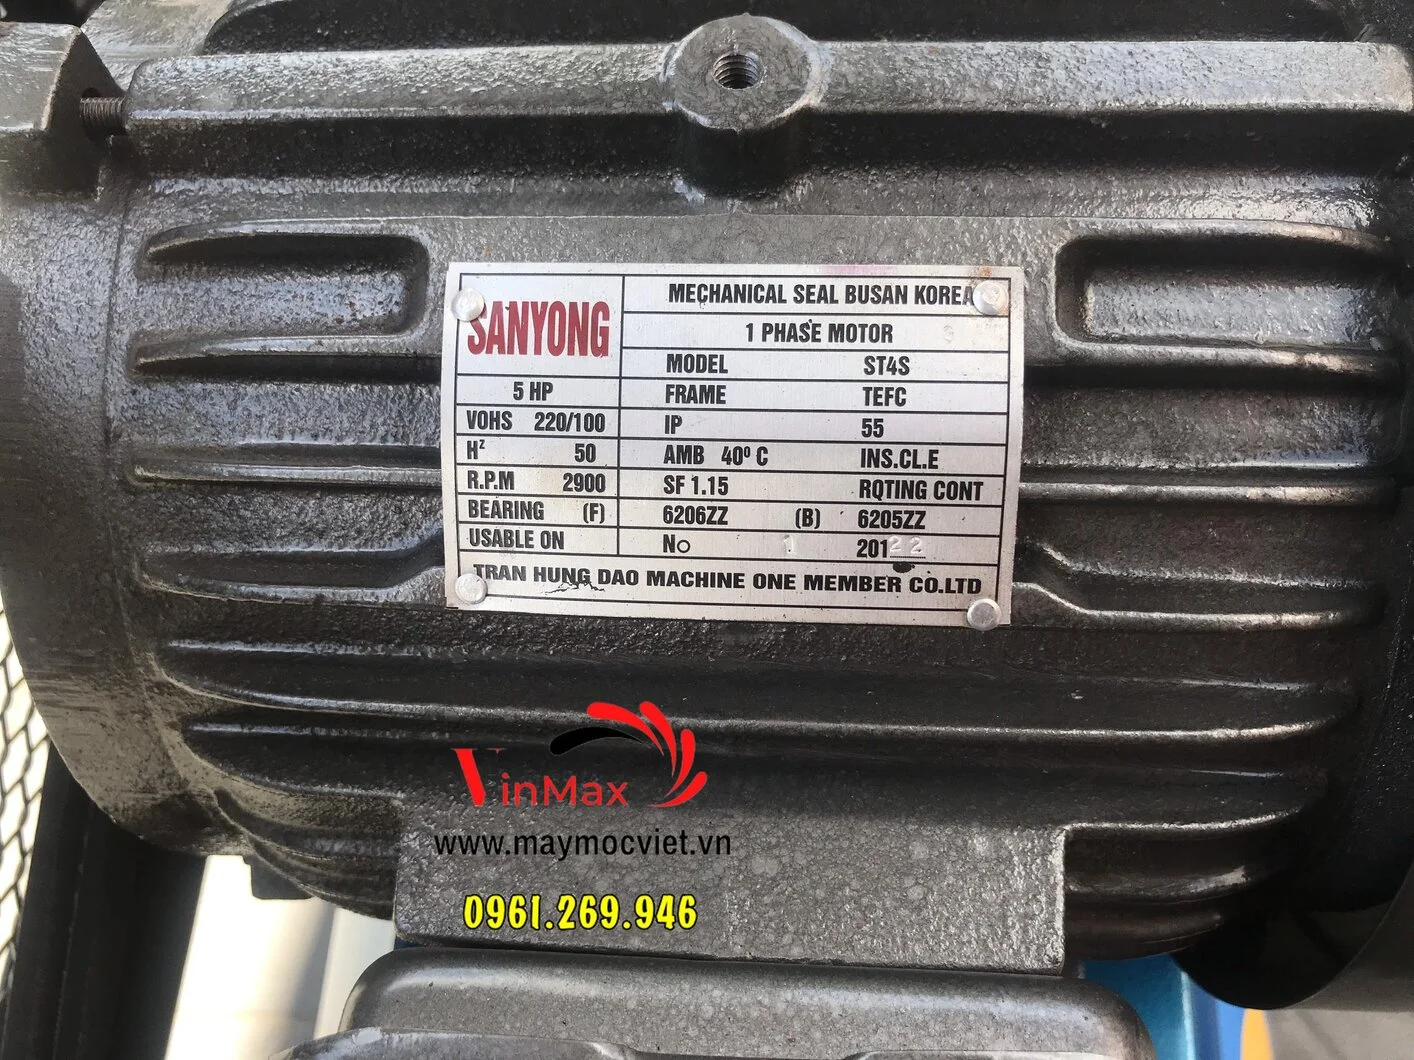 SANYONG
MECHANICAL SEAL BUSAN KOREA
1 PHASE MOTOR
MODEL ST4S
5 HP FRAME TEFC
VOHS 220/100 IP 55
Hz 50 AMB 40⁰ C INS.CL.E
R.P.M 2900 SF 1.15 RQTING CONT
BEARING (F) 6206ZZ (B) 6205ZZ
USABLE ON No 1 20122
TRAN HUNG DAO MACHINE ONE MEMBER CO.LTD
VinMax
www.maymocviet.vn
0961.269.946